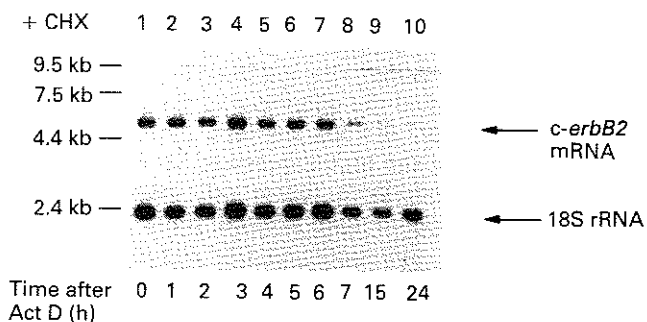 + CHX 1 2 3 4 5 6 7 8 9 10
9.5 kb
7.5 kb
4.4 kb
c-erbB2
mRNA
2.4 kb
18S rRNA
Time after
Act D (h) 0 1 2 3 4 5 6 7 15 24